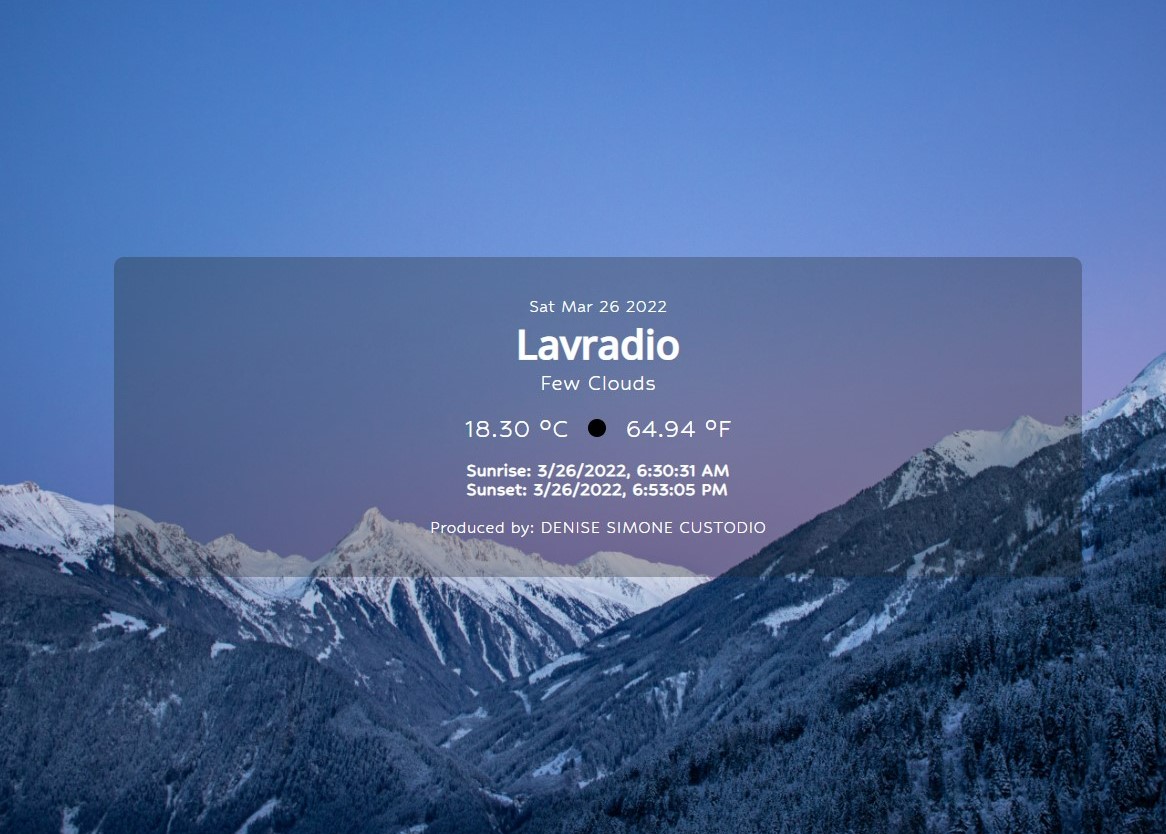 Sat Mar 26 2022
Lavradio
Few Clouds
18.30 °C ● 64.94 °F
Sunrise: 3/26/2022, 6:30:31 AM
Sunset: 3/26/2022, 6:53:05 PM
Produced by: DENISE SIMONE CUSTODIO